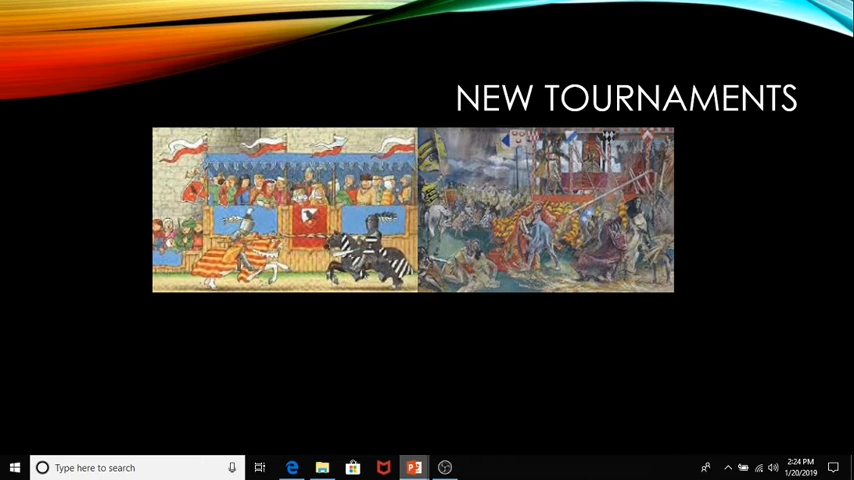 NEW TOURNAMENTS
Type here to search
2:24 PM
1/20/2019